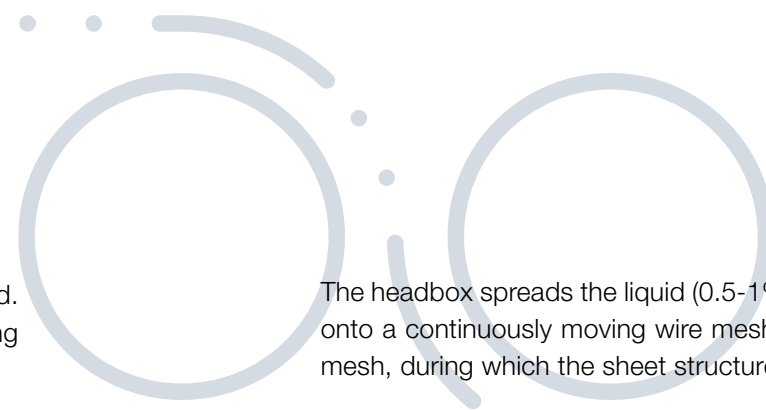 d.
ng
The headbox spreads the liquid (0.5-1%
onto a continuously moving wire mesh
mesh, during which the sheet structure